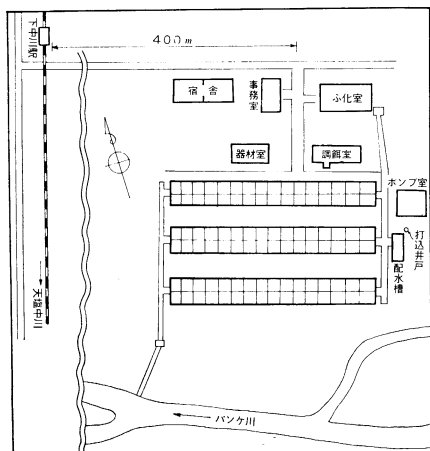 下中川駅
400m
宿舎
事務室
ふ化室
器材室
調餌室
ポンプ室
打込井戸
配水槽
天塩中川
パンケ川